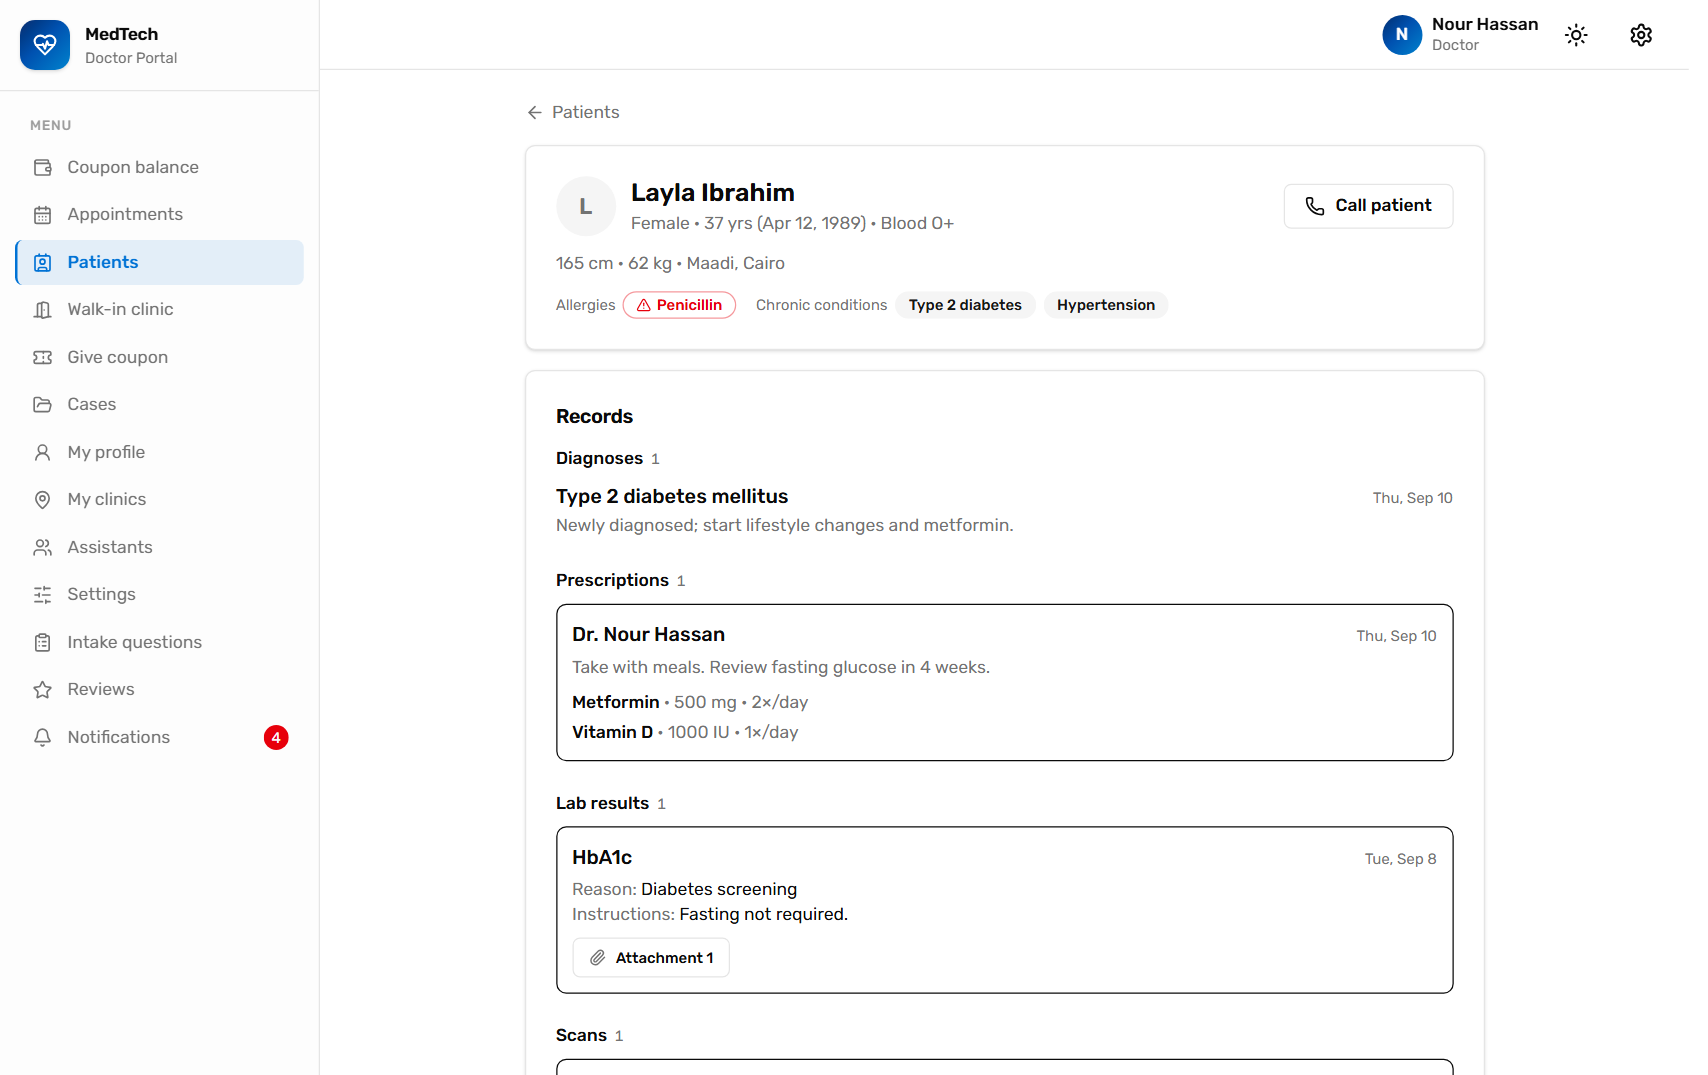 MedTech
Doctor Portal
MENU
Coupon balance
Appointments
Patients
Walk-in clinic
Give coupon
Cases
My profile
My clinics
Assistants
Settings
Intake questions
Reviews
Notifications 4
N
Nour Hassan
Doctor
Patients
L
Layla Ibrahim
Female • 37 yrs (Apr 12, 1989) • Blood O+
Call patient
165 cm • 62 kg • Maadi, Cairo
Allergies Penicillin Chronic conditions Type 2 diabetes Hypertension
Records
Diagnoses 1
Type 2 diabetes mellitus Thu, Sep 10
Newly diagnosed; start lifestyle changes and metformin.
Prescriptions 1
Dr. Nour Hassan Thu, Sep 10
Take with meals. Review fasting glucose in 4 weeks.
Metformin • 500 mg • 2×/day
Vitamin D • 1000 IU • 1×/day
Lab results 1
HbA1c Tue, Sep 8
Reason: Diabetes screening
Instructions: Fasting not required.
Attachment 1
Scans 1